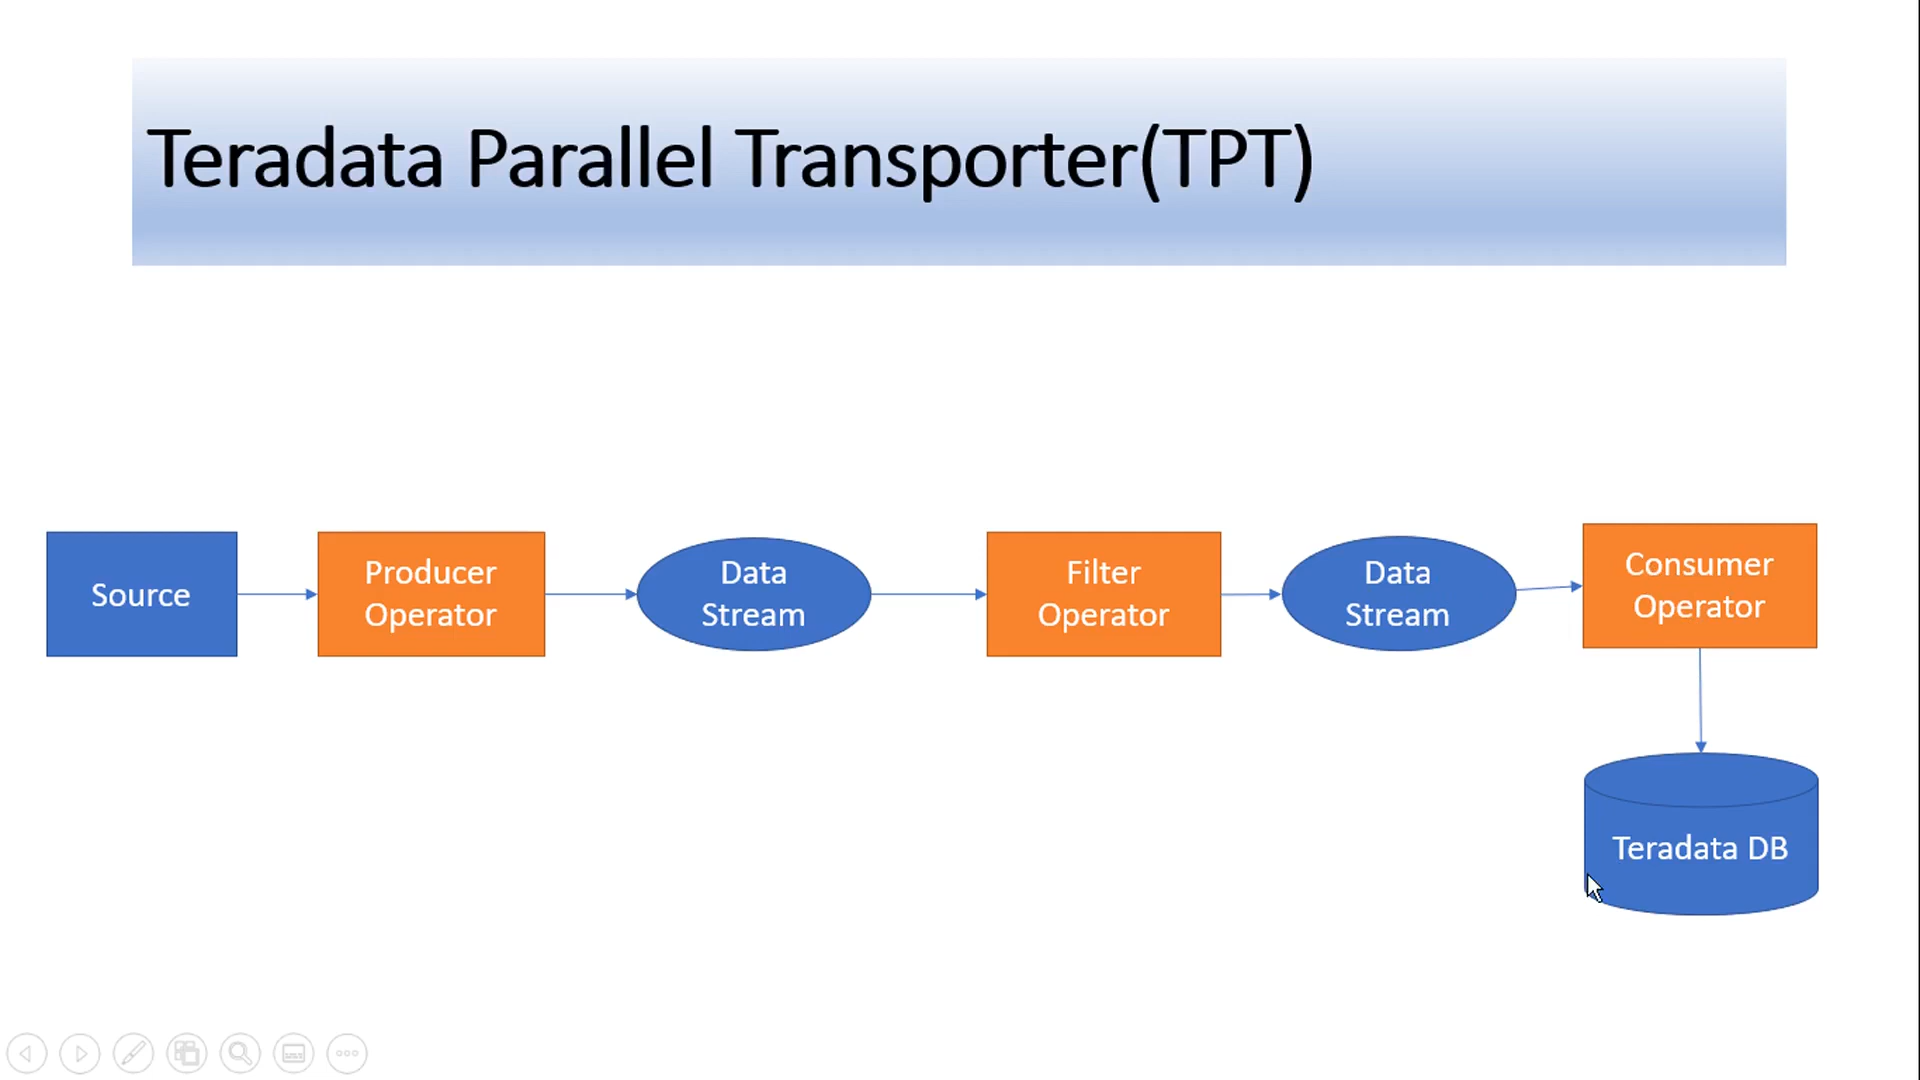 Teradata Parallel Transporter(TPT)
Source
Producer
Operator
Data
Stream
Filter
Operator
Data
Stream
Consumer
Operator
Teradata DB